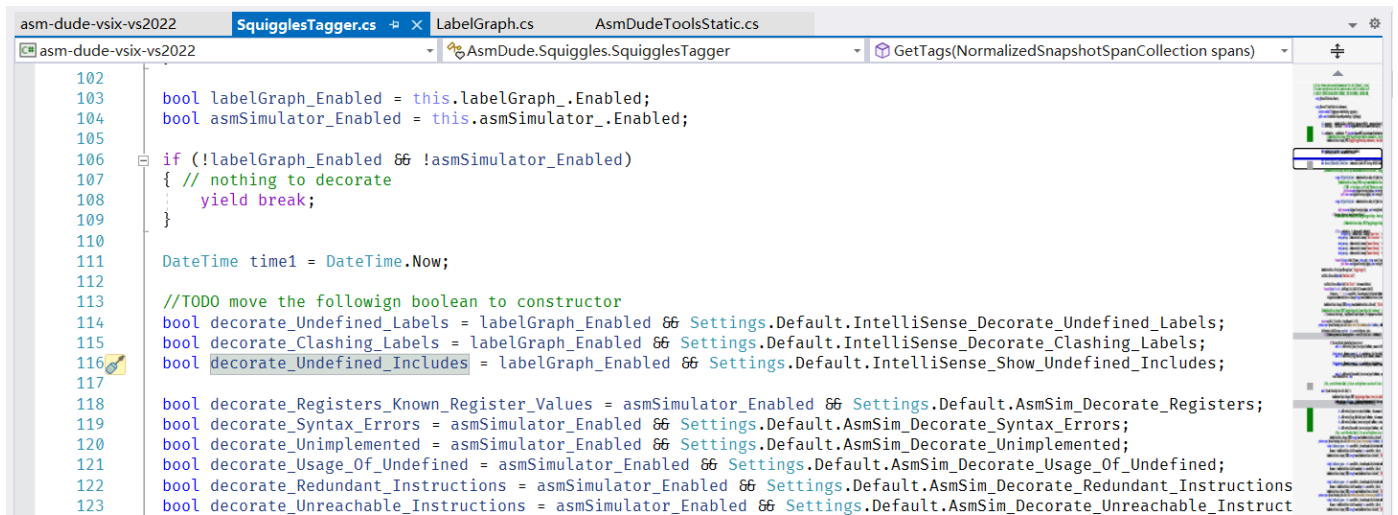 asm-dude-vsix-vs2022 SquigglesTagger.cs LabelGraph.cs AsmDudeToolsStatic.cs
C# asm-dude-vsix-vs2022 AsmDude.Squiggles.SquigglesTagger GetTags(NormalizedSnapshotSpanCollection spans)
102
103 bool labelGraph_Enabled = this.labelGraph_.Enabled;
104 bool asmSimulator_Enabled = this.asmSimulator_.Enabled;
105
106 if (!labelGraph_Enabled && !asmSimulator_Enabled)
107 { // nothing to decorate
108 yield break;
109 }
110
111 DateTime time1 = DateTime.Now;
112
113 //TODO move the followign boolean to constructor
114 bool decorate_Undefined_Labels = labelGraph_Enabled && Settings.Default.IntelliSense_Decorate_Undefined_Labels;
115 bool decorate_Clashing_Labels = labelGraph_Enabled && Settings.Default.IntelliSense_Decorate_Clashing_Labels;
116 bool decorate_Undefined_Includes = labelGraph_Enabled && Settings.Default.IntelliSense_Show_Undefined_Includes;
117
118 bool decorate_Registers_Known_Register_Values = asmSimulator_Enabled && Settings.Default.AsmSim_Decorate_Registers;
119 bool decorate_Syntax_Errors = asmSimulator_Enabled && Settings.Default.AsmSim_Decorate_Syntax_Errors;
120 bool decorate_Unimplemented = asmSimulator_Enabled && Settings.Default.AsmSim_Decorate_Unimplemented;
121 bool decorate_Usage_Of_Undefined = asmSimulator_Enabled && Settings.Default.AsmSim_Decorate_Usage_Of_Undefined;
122 bool decorate_Redundant_Instructions = asmSimulator_Enabled && Settings.Default.AsmSim_Decorate_Redundant_Instructions
123 bool decorate_Unreachable_Instructions = asmSimulator_Enabled && Settings.Default.AsmSim_Decorate_Unreachable_Instruct